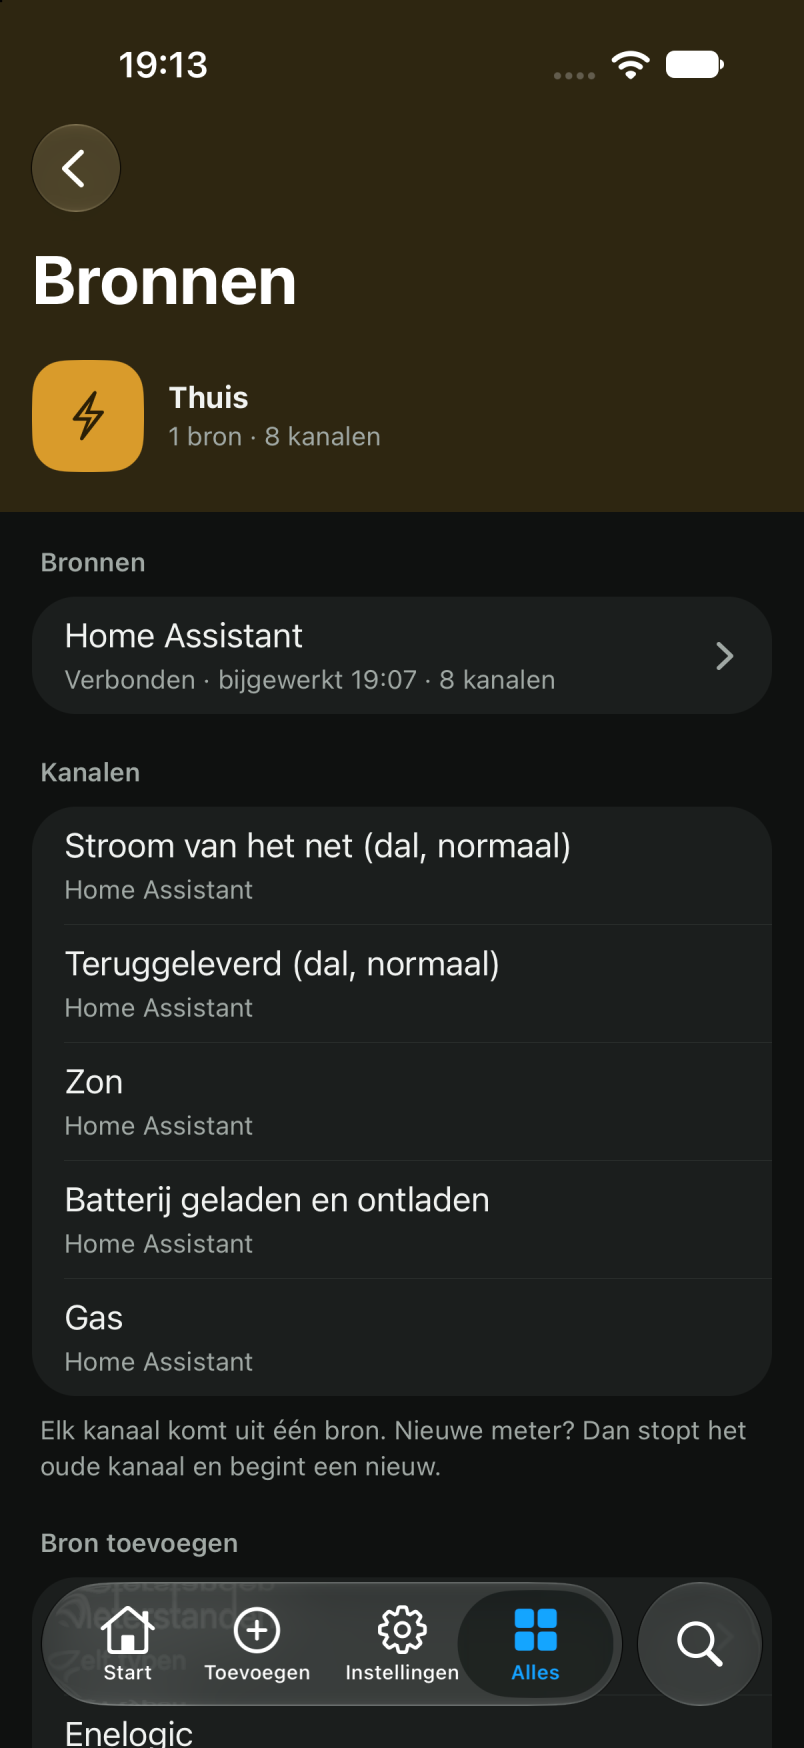 19:13
Bronnen
Thuis
1 bron · 8 kanalen
Bronnen
Home Assistant
Verbonden · bijgewerkt 19:07 · 8 kanalen
Kanalen
Stroom van het net (dal, normaal)
Home Assistant
Teruggeleverd (dal, normaal)
Home Assistant
Zon
Home Assistant
Batterij geladen en ontladen
Home Assistant
Gas
Home Assistant
Elk kanaal komt uit één bron. Nieuwe meter? Dan stopt het
oude kanaal en begint een nieuw.
Bron toevoegen
Start
Toevoegen
Instellingen
Alles
Enelogic